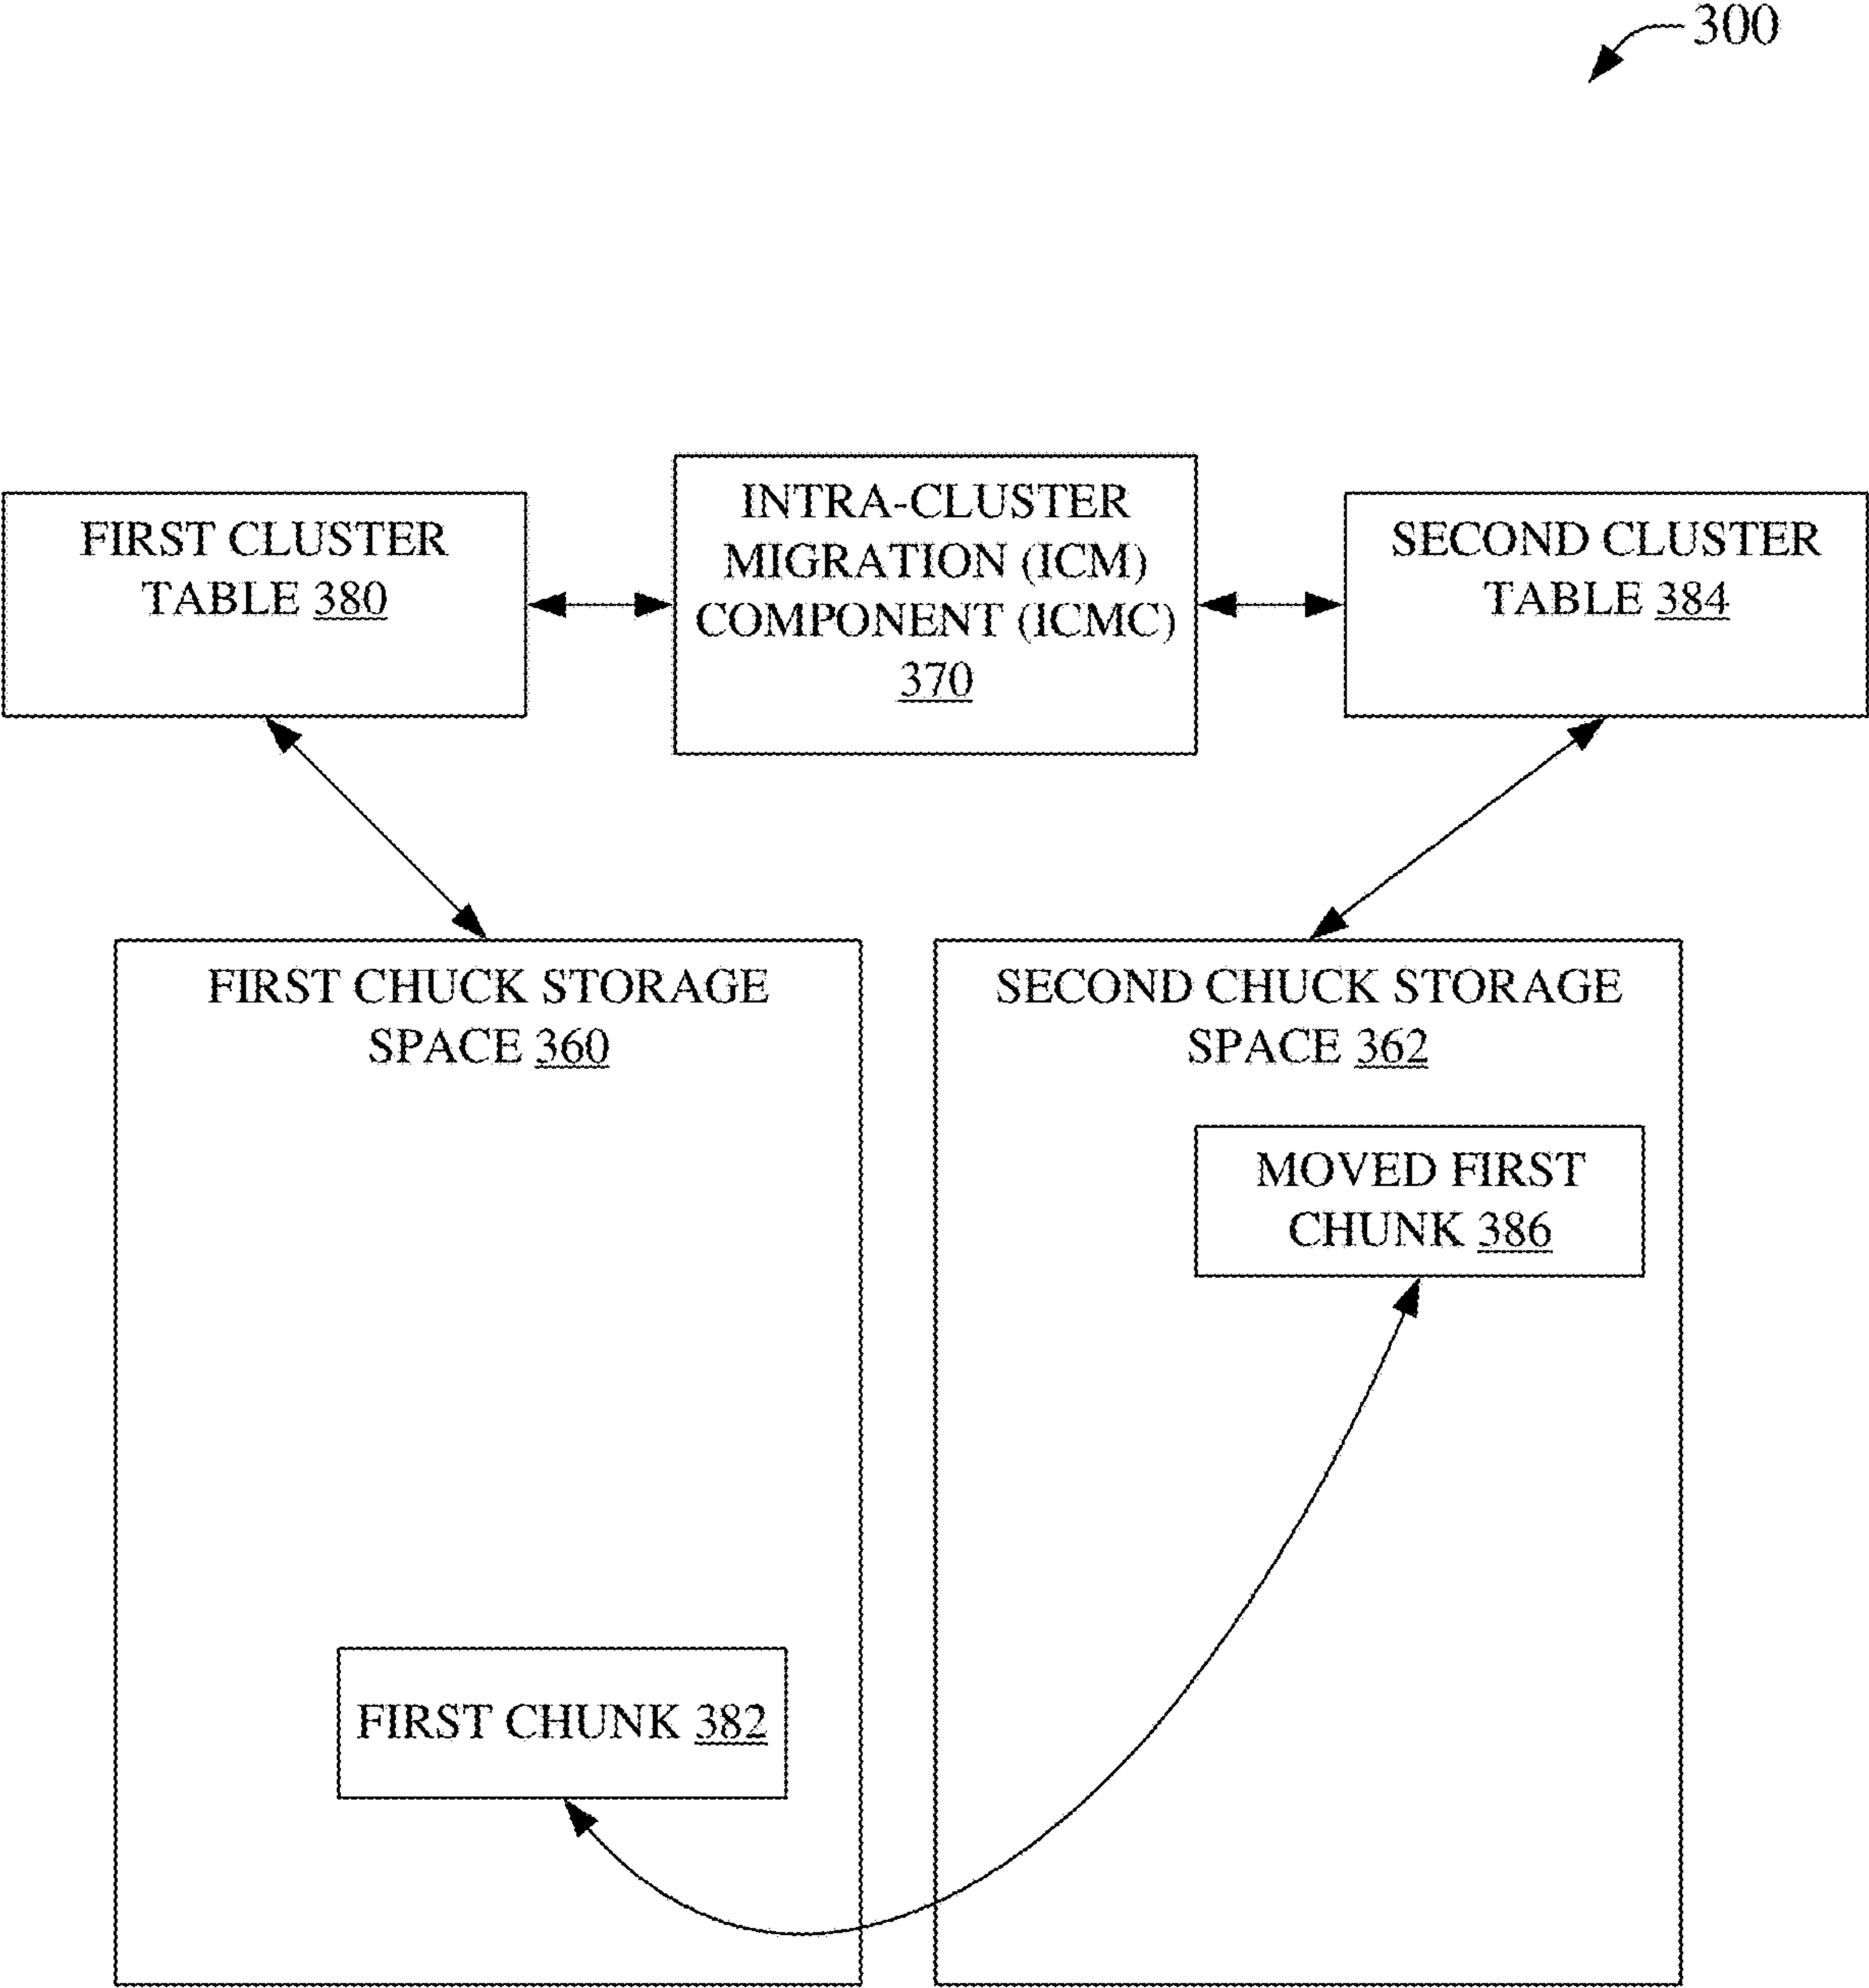 300
FIRST CLUSTER
TABLE 380
INTRA-CLUSTER
MIGRATION (ICM)
COMPONENT (ICMC)
370
SECOND CLUSTER
TABLE 384
FIRST CHUCK STORAGE
SPACE 360
SECOND CHUCK STORAGE
SPACE 362
MOVED FIRST
CHUNK 386
FIRST CHUNK 382